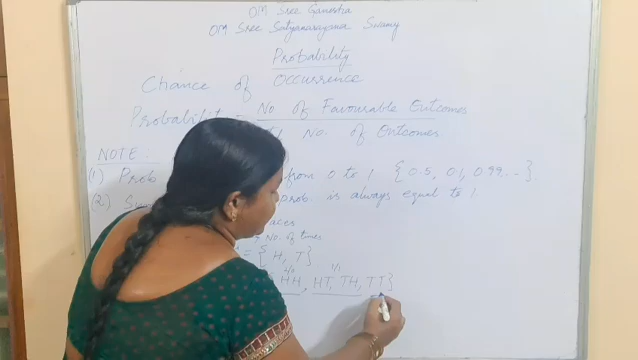 OM Sree Ganesha
OM Sree Satyanarayana Swamy
Probability
Chance of Occurrence
No of Favourable Outcomes
No. of Outcomes
NOTE
(1) Prob from 0 to 1. {0.5, 0.1, 0.99...}
(2) prob. is always equal to 1.
No. of times
= {H, T}
HH, HT, TH, TT}